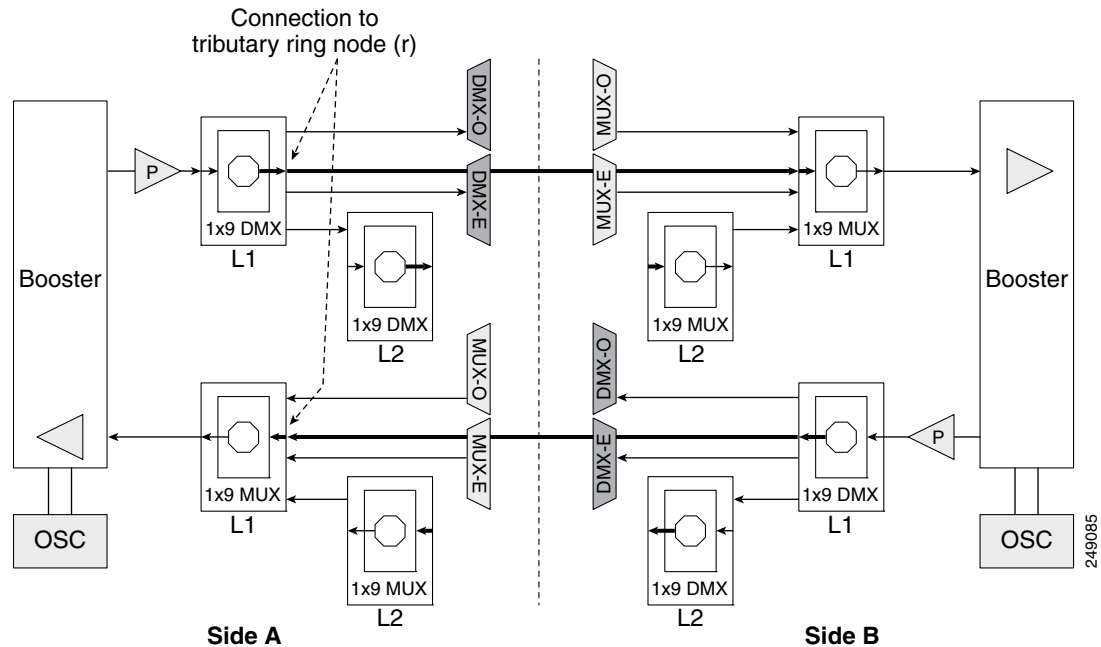 Connection to
tributary ring node (r)
Booster
P
1x9 DMX
L1
DMX-O
DMX-E
1x9 DMX
L2
MUX-O
MUX-E
1x9 MUX
L1
1x9 MUX
L2
Booster
MUX-O
MUX-E
1x9 MUX
L1
1x9 MUX
L2
DMX-O
DMX-E
P
1x9 DMX
L1
1x9 DMX
L2
OSC
OSC
249085
Side A
Side B